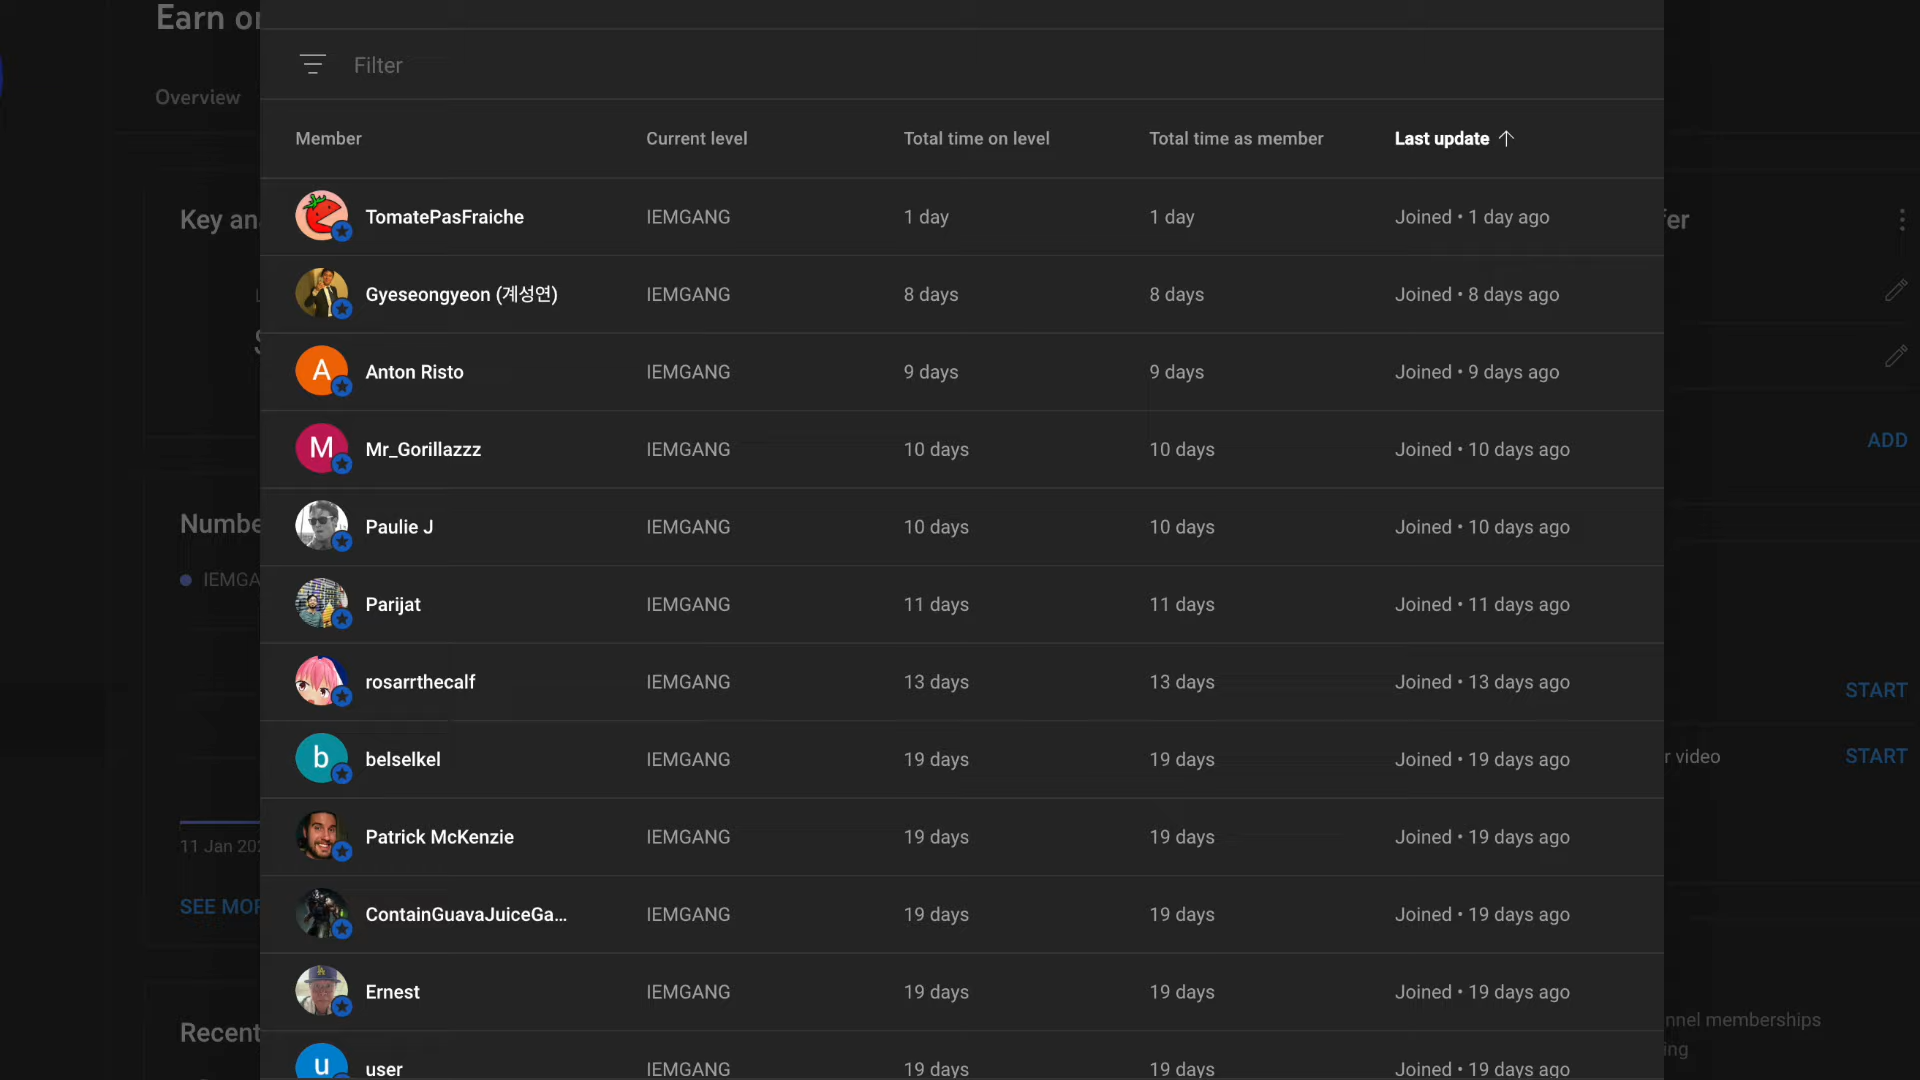 Earn
Filter
Overview
Member Current level Total time on level Total time as member Last update
TomatePasFraiche IEMGANG 1 day 1 day Joined • 1 day ago
Key
Gyeseongyeon (계성연) IEMGANG 8 days 8 days Joined • 8 days ago
A Anton Risto IEMGANG 9 days 9 days Joined • 9 days ago
M Mr_Gorillazzz IEMGANG 10 days 10 days Joined • 10 days ago
ADD
Paulie J IEMGANG 10 days 10 days Joined • 10 days ago
Numbe
IEMGA
Parijat IEMGANG 11 days 11 days Joined • 11 days ago
rosarrthecalf IEMGANG 13 days 13 days Joined • 13 days ago
START
b belselkel IEMGANG 19 days 19 days Joined • 19 days ago
r video START
Patrick McKenzie IEMGANG 19 days 19 days Joined • 19 days ago
11 Jan 202
SEE MOR
ContainGuavaJuiceGa... IEMGANG 19 days 19 days Joined • 19 days ago
Ernest IEMGANG 19 days 19 days Joined • 19 days ago
Recent
nnel memberships
ing
u user IEMGANG 19 days 19 days Joined • 19 days ago